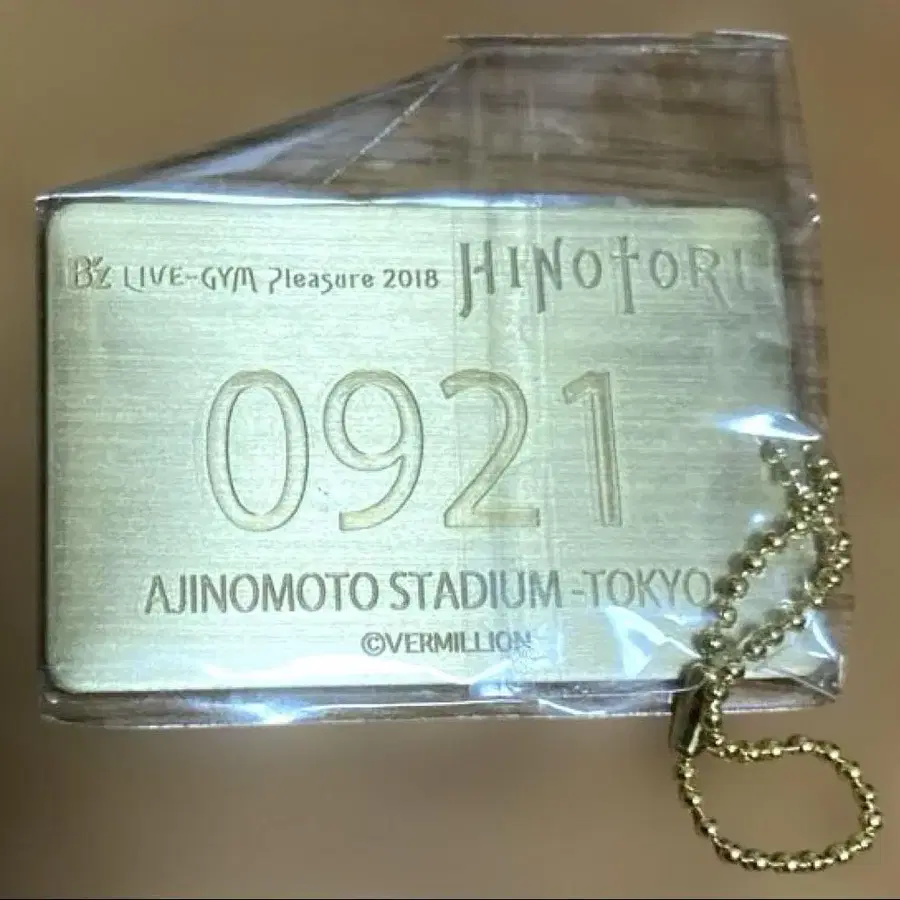 B'z LIVE-GYM Pleasure 2018 HINOTORI
0921
AJINOMOTO STADIUM -TOKYO
©VERMILLION